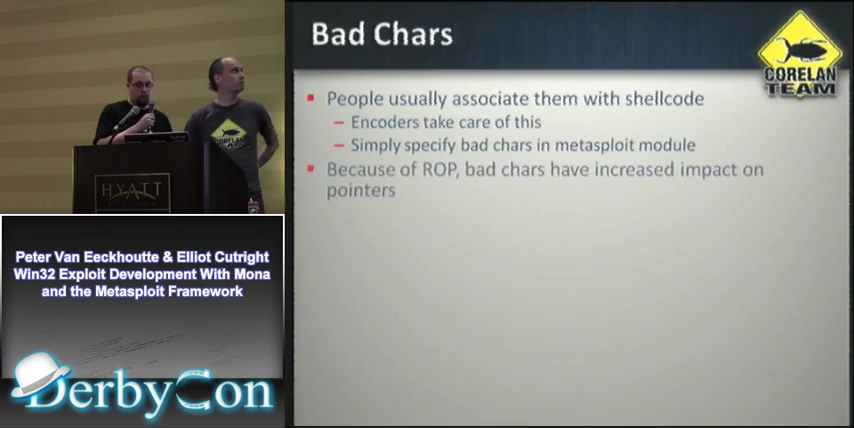 Bad Chars
CORELAN
TEAM
People usually associate them with shellcode
– Encoders take care of this
– Simply specify bad chars in metasploit module
Because of ROP, bad chars have increased impact on
pointers
CORELAN
HYATT
Peter Van Eeckhoutte & Elliot Cutright
Win32 Exploit Development With Mona
and the Metasploit Framework
DerbyCon